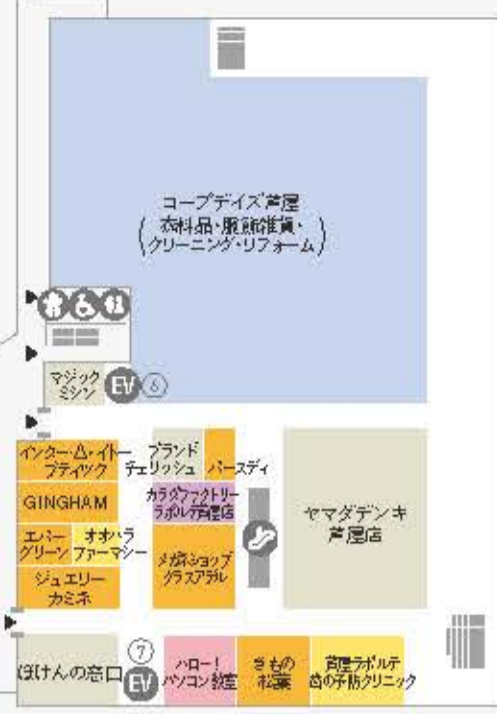 コープデイズ芦屋
(衣料品・服飾雑貨・
クリーニング・リフォーム)
マジック
ミシン
EV
⑥
インター・ム・イトー
ブティック
ブランド
チェリッシュ
バースディ
GINGHAM
カラダファクトリー
ラポルテ芦屋店
ヤマダデンキ
芦屋店
エバー
グリーン
オオハラ
ファーマシー
メガネショップ
グラスアデル
ジュエリー
カミネ
ほけんの窓口
⑦
EV
ハロー!
パソコン教室
きもの
松葉
芦屋ラポルテ
歯の予防クリニック